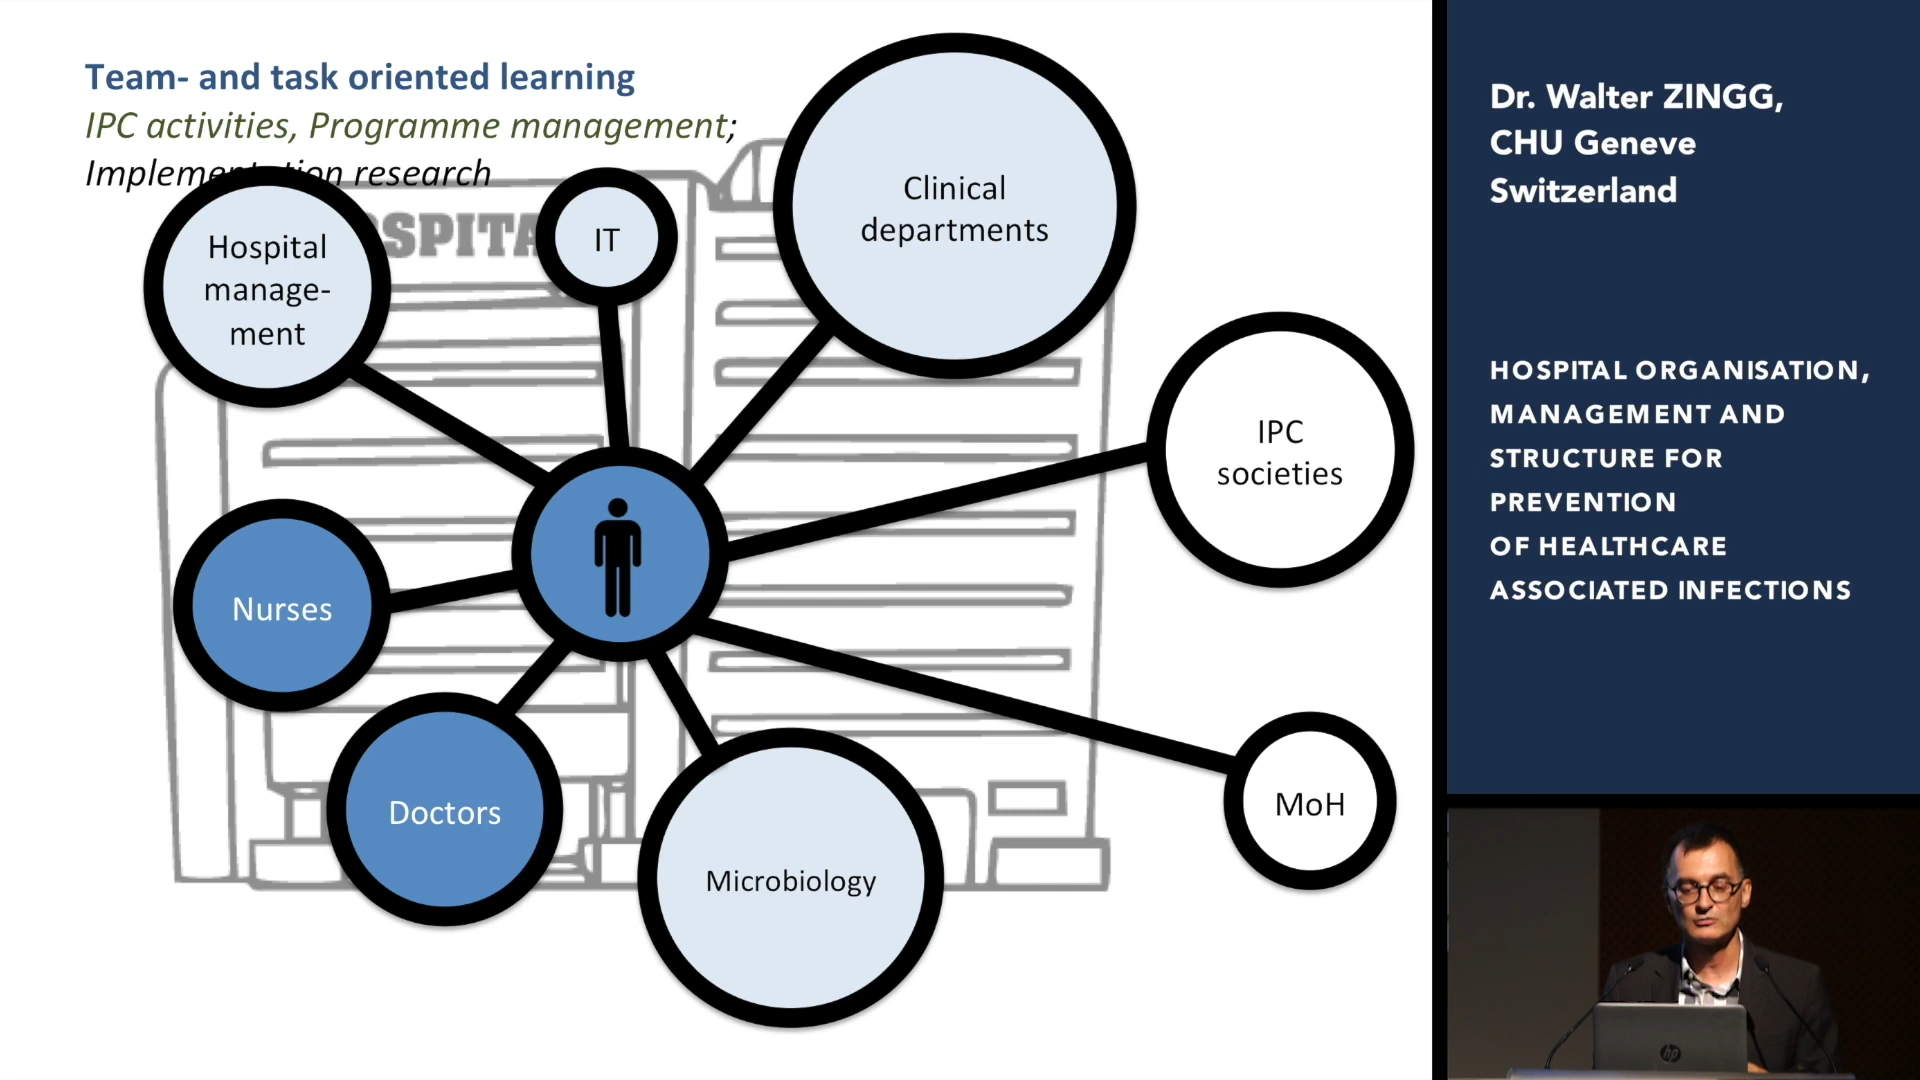 Team- and task oriented learning
IPC activities, Programme management;
Implementation research
Hospital
manage-
ment
IT
Clinical
departments
IPC
societies
Nurses
Doctors
Microbiology
MoH
Dr. Walter ZINGG,
CHU Geneve
Switzerland
HOSPITAL ORGANISATION,
MANAGEMENT AND
STRUCTURE FOR
PREVENTION
OF HEALTHCARE
ASSOCIATED INFECTIONS
hp